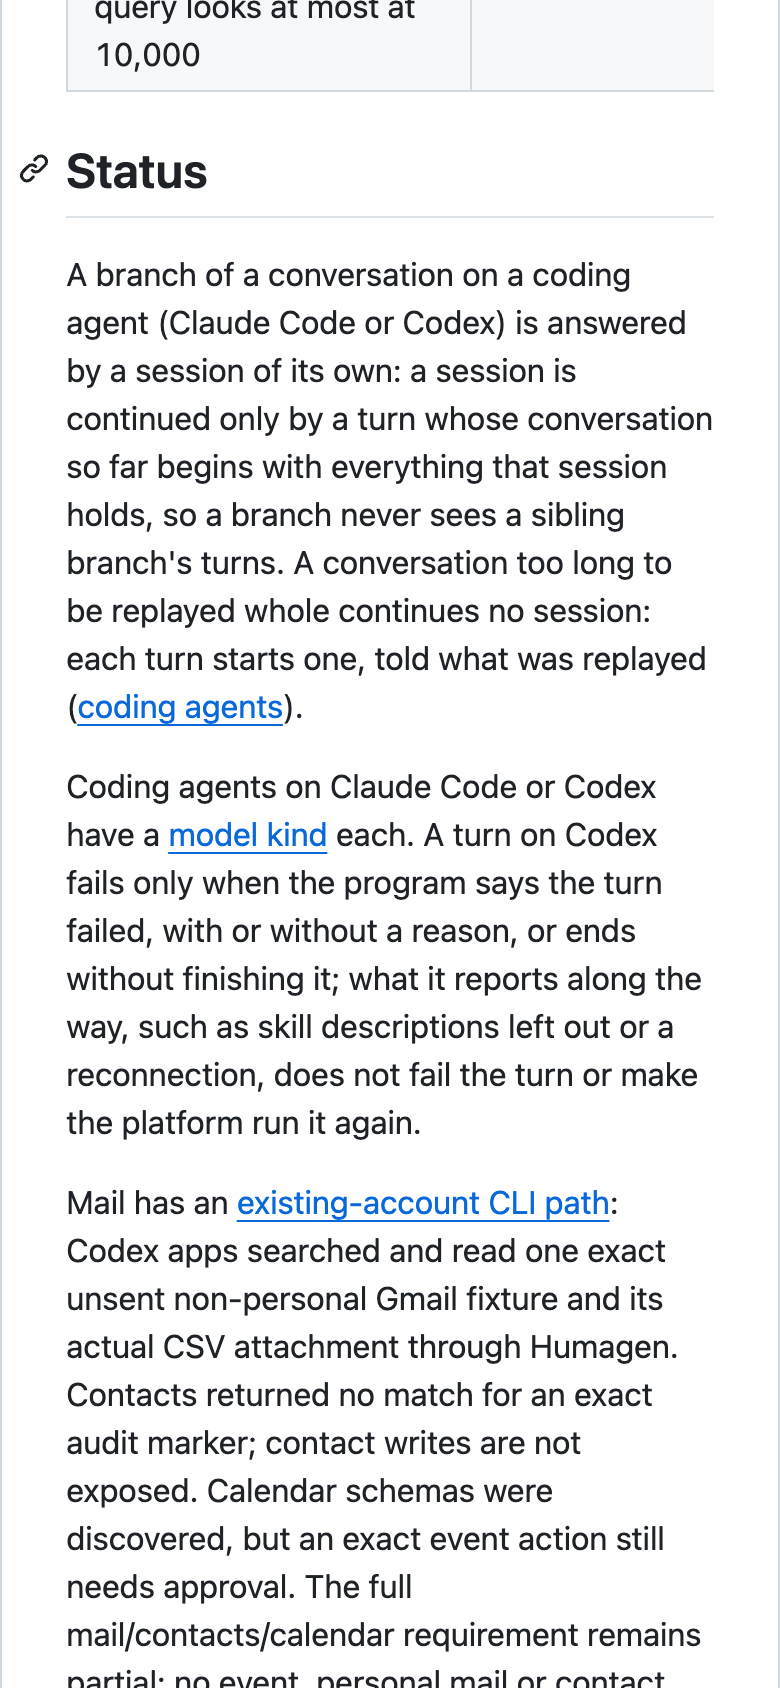 query looks at most at
10,000
Status
A branch of a conversation on a coding
agent (Claude Code or Codex) is answered
by a session of its own: a session is
continued only by a turn whose conversation
so far begins with everything that session
holds, so a branch never sees a sibling
branch's turns. A conversation too long to
be replayed whole continues no session:
each turn starts one, told what was replayed
(coding agents).
Coding agents on Claude Code or Codex
have a model kind each. A turn on Codex
fails only when the program says the turn
failed, with or without a reason, or ends
without finishing it; what it reports along the
way, such as skill descriptions left out or a
reconnection, does not fail the turn or make
the platform run it again.
Mail has an existing-account CLI path:
Codex apps searched and read one exact
unsent non-personal Gmail fixture and its
actual CSV attachment through Humagen.
Contacts returned no match for an exact
audit marker; contact writes are not
exposed. Calendar schemas were
discovered, but an exact event action still
needs approval. The full
mail/contacts/calendar requirement remains
partial: no event, personal mail or contact